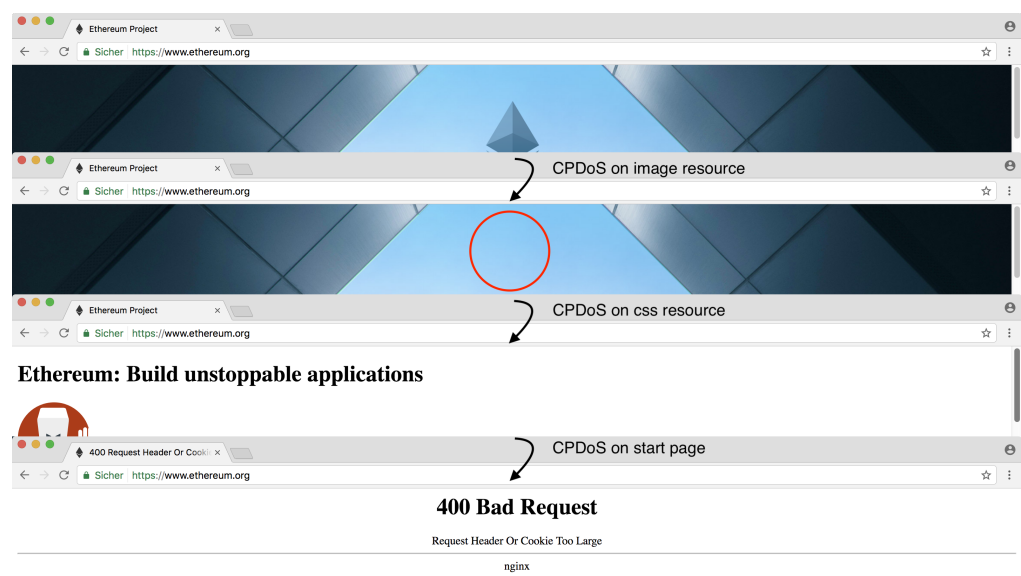 Ethereum Project
Sicher https://www.ethereum.org
Ethereum Project
CPDoS on image resource
Sicher https://www.ethereum.org
Ethereum Project
CPDoS on css resource
Sicher https://www.ethereum.org
Ethereum: Build unstoppable applications
400 Request Header Or Cookie
CPDoS on start page
Sicher https://www.ethereum.org
400 Bad Request
Request Header Or Cookie Too Large
nginx